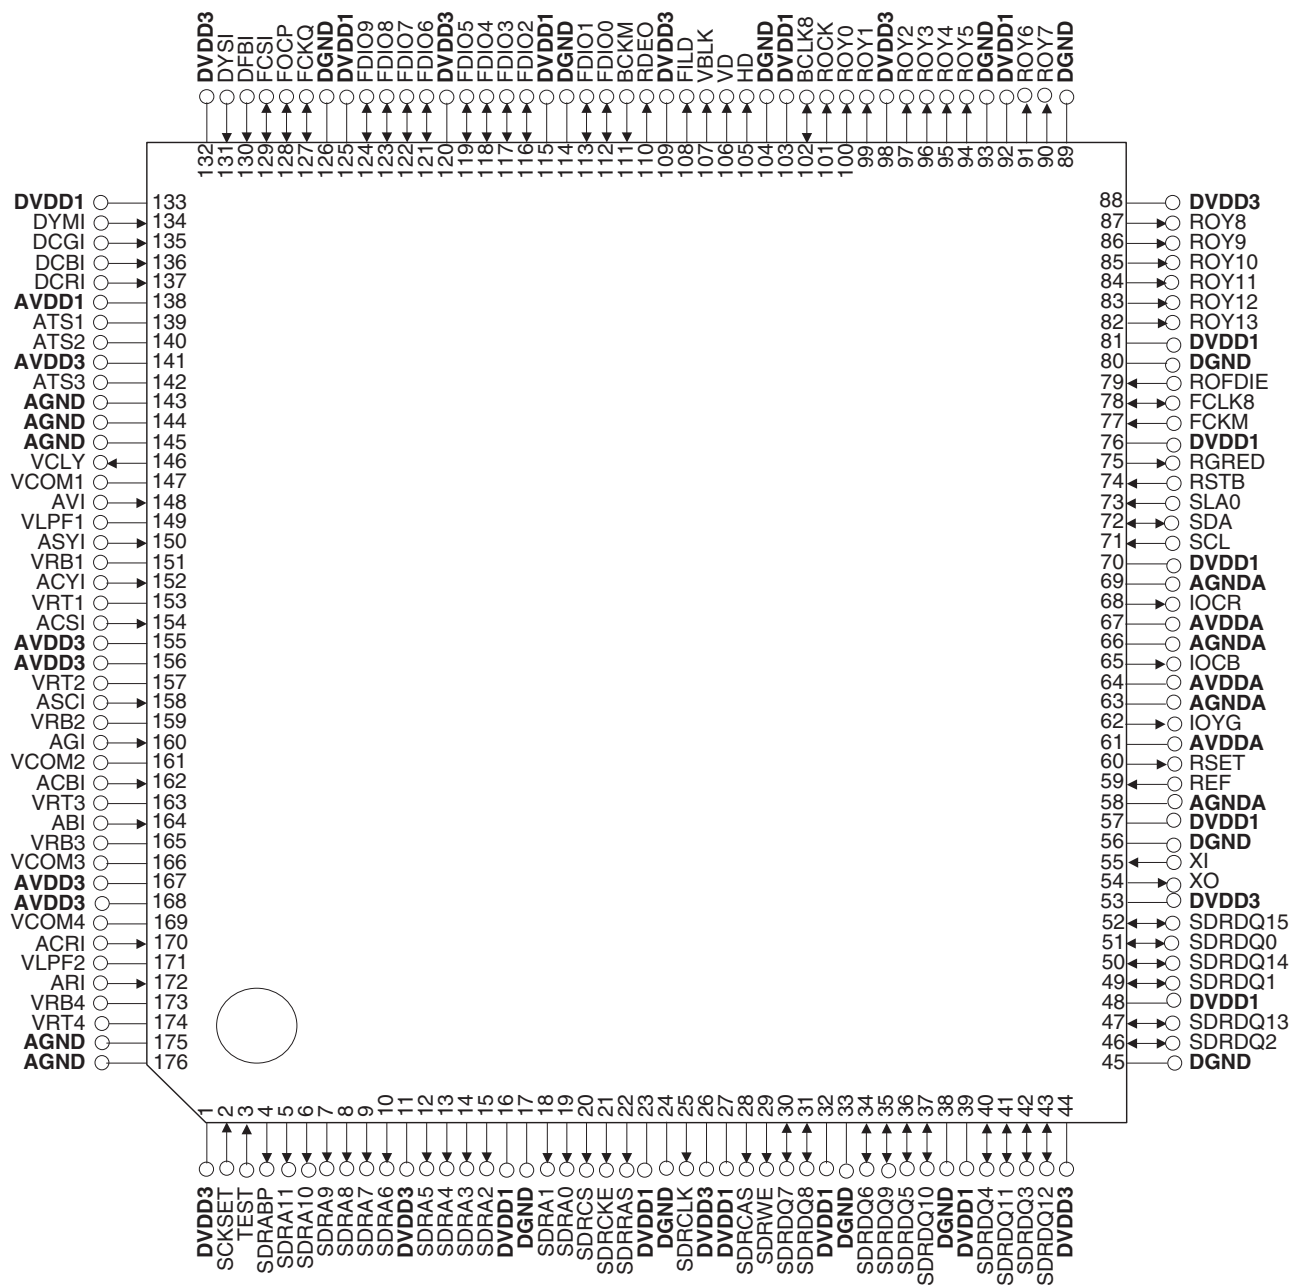 DVDD3 DYSI DFBI FCSI FOCP FCKQ DGND DVDD1 FDIO9 FDIO8 FDIO7 FDIO6 DVDD3 FDIO5 FDIO4 FDIO3 FDIO2 DVDD1 DGND FDIO1 FDIO0 BCKM RDEO DVDD3 FILD VBLK VD HD DGND DVDD1 BCLK8 ROCK ROY0 ROY1 DVDD3 ROY2 ROY3 ROY4 ROY5 DGND DVDD1 ROY6 ROY7 DGND
132 131 130 129 128 127 126 125 124 123 122 121 120 119 118 117 116 115 114 113 112 111 110 109 108 107 106 105 104 103 102 101 100 99 98 97 96 95 94 93 92 91 90 89
DVDD1 133
DYMI 134
DCGI 135
DCBI 136
DCRI 137
AVDD1 138
ATS1 139
ATS2 140
AVDD3 141
ATS3 142
AGND 143
AGND 144
AGND 145
VCLY 146
VCOM1 147
AVI 148
VLPF1 149
ASYI 150
VRB1 151
ACYI 152
VRT1 153
ACSI 154
AVDD3 155
AVDD3 156
VRT2 157
ASCI 158
VRB2 159
AGI 160
VCOM2 161
ACBI 162
VRT3 163
ABI 164
VRB3 165
VCOM3 166
AVDD3 167
AVDD3 168
VCOM4 169
ACRI 170
VLPF2 171
ARI 172
VRB4 173
VRT4 174
AGND 175
AGND 176
88 DVDD3
87 ROY8
86 ROY9
85 ROY10
84 ROY11
83 ROY12
82 ROY13
81 DVDD1
80 DGND
79 ROFDIE
78 FCLK8
77 FCKM
76 DVDD1
75 RGRED
74 RSTB
73 SLA0
72 SDA
71 SCL
70 DVDD1
69 AGNDA
68 IOCR
67 AVDDA
66 AGNDA
65 IOCB
64 AVDDA
63 AGNDA
62 IOYG
61 AVDDA
60 RSET
59 REF
58 AGNDA
57 DVDD1
56 DGND
55 XI
54 XO
53 DVDD3
52 SDRDQ15
51 SDRDQ0
50 SDRDQ14
49 SDRDQ1
48 DVDD1
47 SDRDQ13
46 SDRDQ2
45 DGND
1 2 3 4 5 6 7 8 9 10 11 12 13 14 15 16 17 18 19 20 21 22 23 24 25 26 27 28 29 30 31 32 33 34 35 36 37 38 39 40 41 42 43 44
DVDD3 SCKSET TEST SDRABP SDRA11 SDRA10 SDRA9 SDRA8 SDRA7 SDRA6 DVDD3 SDRA5 SDRA4 SDRA3 SDRA2 DVDD1 DGND SDRA1 SDRA0 SDRCS SDRCKE SDRRAS DVDD1 DGND SDRCLK DVDD3 DVDD1 SDRCAS SDRWE SDRDQ7 SDRDQ8 DVDD1 DGND SDRDQ6 SDRDQ9 SDRDQ5 SDRDQ10 DGND DVDD1 SDRDQ4 SDRDQ11 SDRDQ3 SDRDQ12 DVDD3